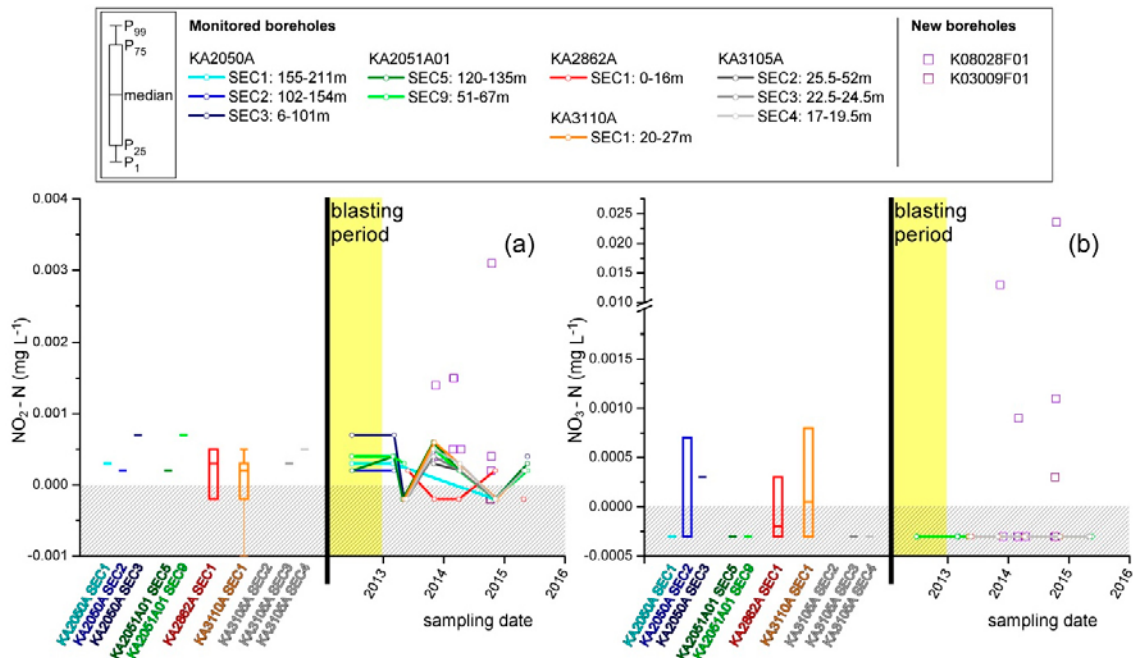 P99
P75
median
P25
P1
Monitored boreholes
KA2050A
SEC1: 155-211m
SEC2: 102-154m
SEC3: 6-101m
KA2051A01
SEC5: 120-135m
SEC9: 51-67m
KA2862A
SEC1: 0-16m
KA3110A
SEC1: 20-27m
KA3105A
SEC2: 25.5-52m
SEC3: 22.5-24.5m
SEC4: 17-19.5m
New boreholes
K08028F01
K03009F01
NO2 - N (mg L-1)
0.004
0.003
0.002
0.001
0.000
-0.001
blasting
period
(a)
KA2050A SEC1
KA2050A SEC2
KA2050A SEC3
KA2051A01 SEC5
KA2051A01 SEC9
KA2862A SEC1
KA3110A SEC1
KA3105A SEC2
KA3105A SEC3
KA3105A SEC4
2013
2014
2015
2016
sampling date
NO3 - N (mg L-1)
0.025
0.020
0.015
0.010
0.0015
0.0010
0.0005
0.0000
-0.0005
blasting
period
(b)
KA2050A SEC1
KA2050A SEC2
KA2050A SEC3
KA2051A01 SEC5
KA2051A01 SEC9
KA2862A SEC1
KA3110A SEC1
KA3105A SEC2
KA3105A SEC3
KA3105A SEC4
2013
2014
2015
2016
sampling date